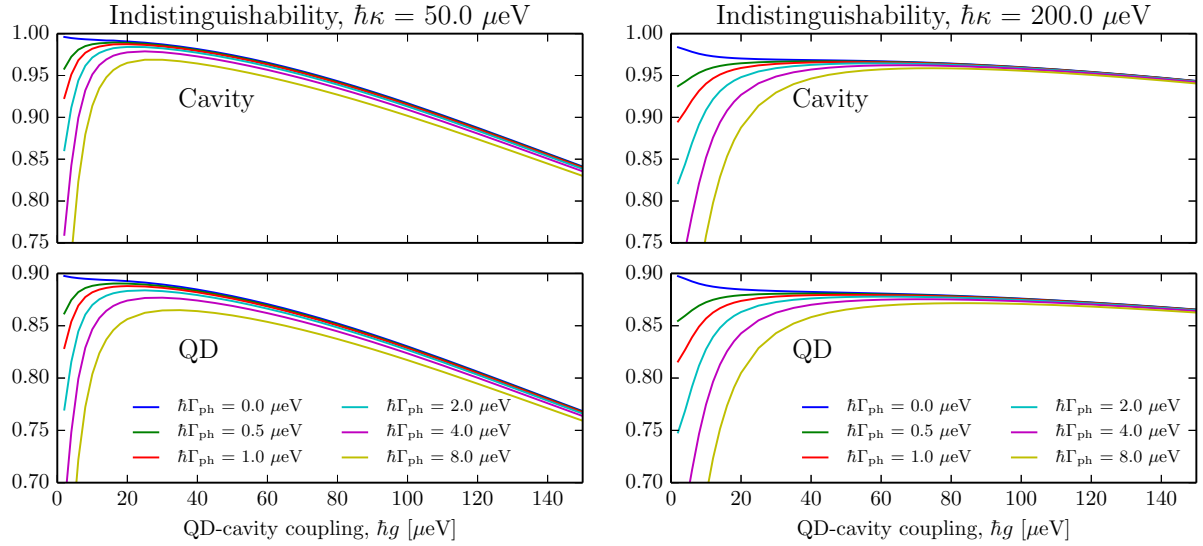 Indistinguishability, ħκ = 50.0 μeV
1.00
0.95
0.90
0.85
0.80
0.75
Cavity
0.90
0.85
0.80
0.75
0.70
QD
ħΓph = 0.0 μeV
ħΓph = 0.5 μeV
ħΓph = 1.0 μeV
ħΓph = 2.0 μeV
ħΓph = 4.0 μeV
ħΓph = 8.0 μeV
0 20 40 60 80 100 120 140
QD-cavity coupling, ħg [μeV]
Indistinguishability, ħκ = 200.0 μeV
1.00
0.95
0.90
0.85
0.80
0.75
Cavity
0.90
0.85
0.80
0.75
0.70
QD
ħΓph = 0.0 μeV
ħΓph = 0.5 μeV
ħΓph = 1.0 μeV
ħΓph = 2.0 μeV
ħΓph = 4.0 μeV
ħΓph = 8.0 μeV
0 20 40 60 80 100 120 140
QD-cavity coupling, ħg [μeV]